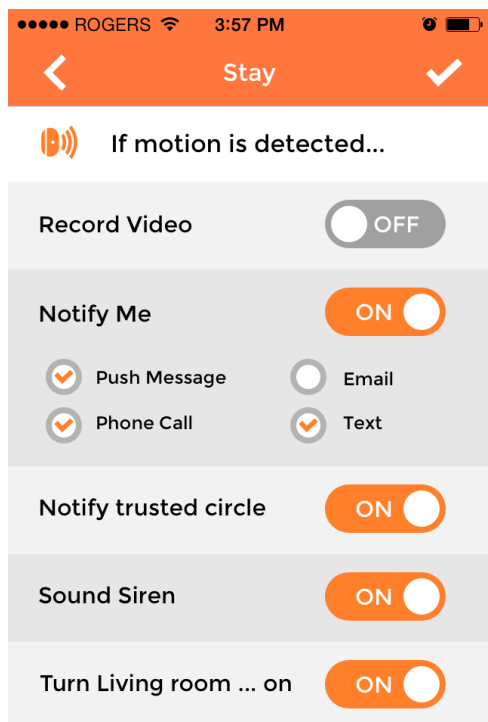 ROGERS 3:57 PM
Stay
If motion is detected...
Record Video OFF
Notify Me ON
Push Message Email
Phone Call Text
Notify trusted circle ON
Sound Siren ON
Turn Living room ... on ON